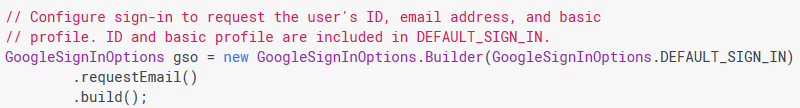 // Configure sign-in to request the user's ID, email address, and basic
// profile. ID and basic profile are included in DEFAULT_SIGN_IN.
GoogleSignInOptions gso = new GoogleSignInOptions.Builder(GoogleSignInOptions.DEFAULT_SIGN_IN)
        .requestEmail()
        .build();